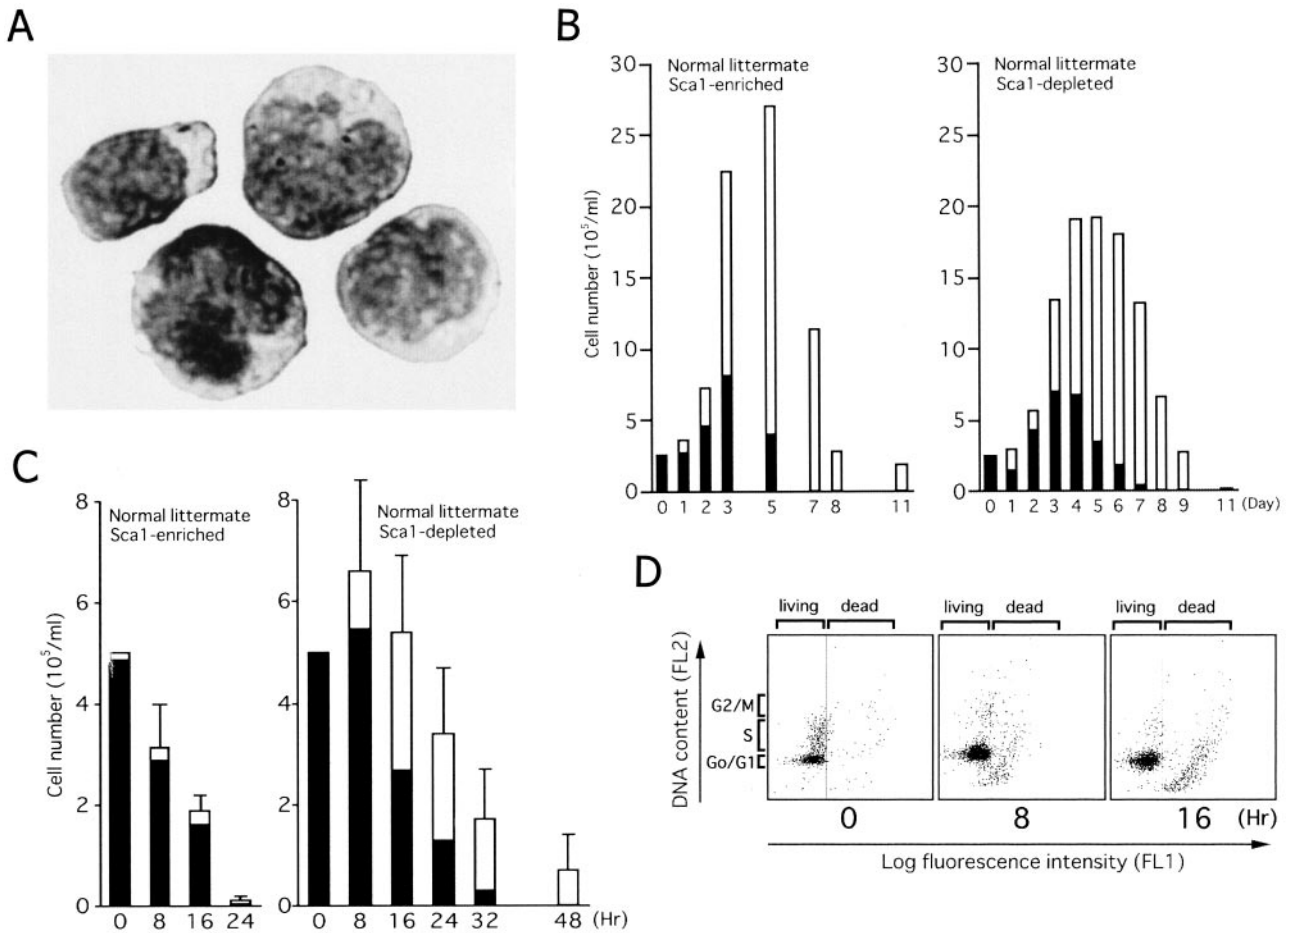 A
B
30
25
20
15
10
5
0
Cell number (10⁵/ml)
Normal littermate
Sca1-enriched
0 1 2 3 5 7 8 11
30
25
20
15
10
5
0
Normal littermate
Sca1-depleted
0 1 2 3 4 5 6 7 8 9 11 (Day)
C
8
6
4
2
0
Cell number (10⁵/ml)
Normal littermate
Sca1-enriched
0 8 16 24
8
6
4
2
0
Normal littermate
Sca1-depleted
0 8 16 24 32 48 (Hr)
D
living dead living dead living dead
DNA content (FL2)
G2/M
S
Go/G1
0 8 16 (Hr)
Log fluorescence intensity (FL1)